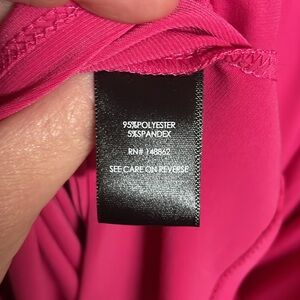 95%POLYESTER
5%SPANDEX
RN# 148862
SEE CARE ON REVERSE